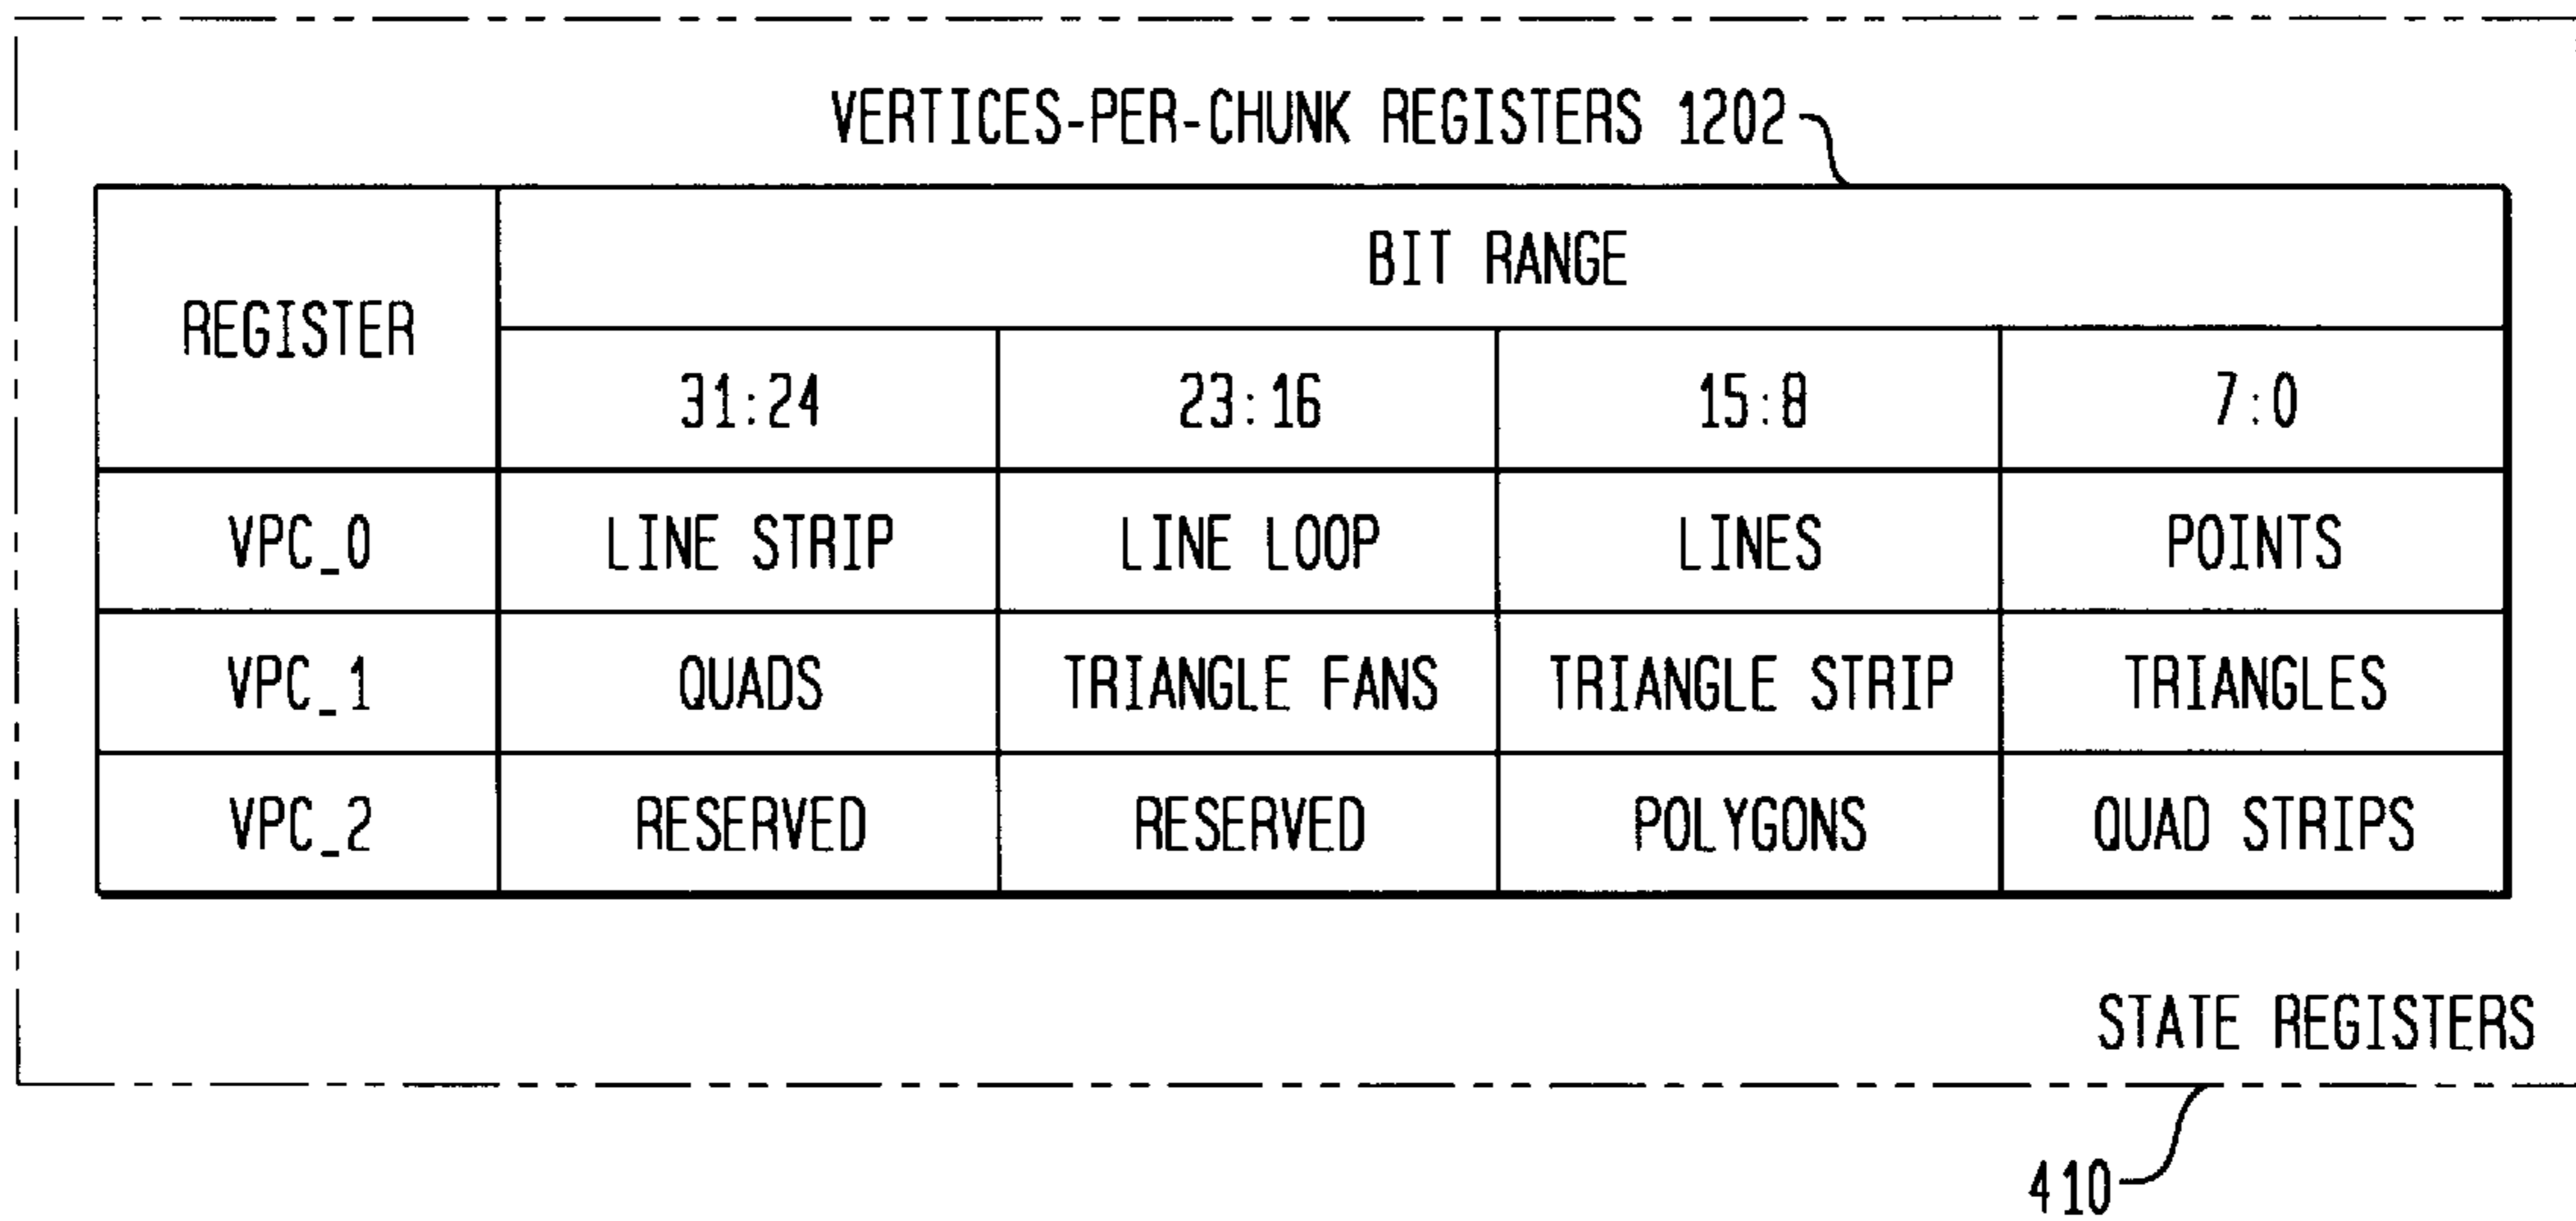 VERTICES-PER-CHUNK REGISTERS 1202
REGISTER
BIT RANGE
31:24 23:16 15:8 7:0
VPC_0 LINE STRIP LINE LOOP LINES POINTS
VPC_1 QUADS TRIANGLE FANS TRIANGLE STRIP TRIANGLES
VPC_2 RESERVED RESERVED POLYGONS QUAD STRIPS
STATE REGISTERS
410